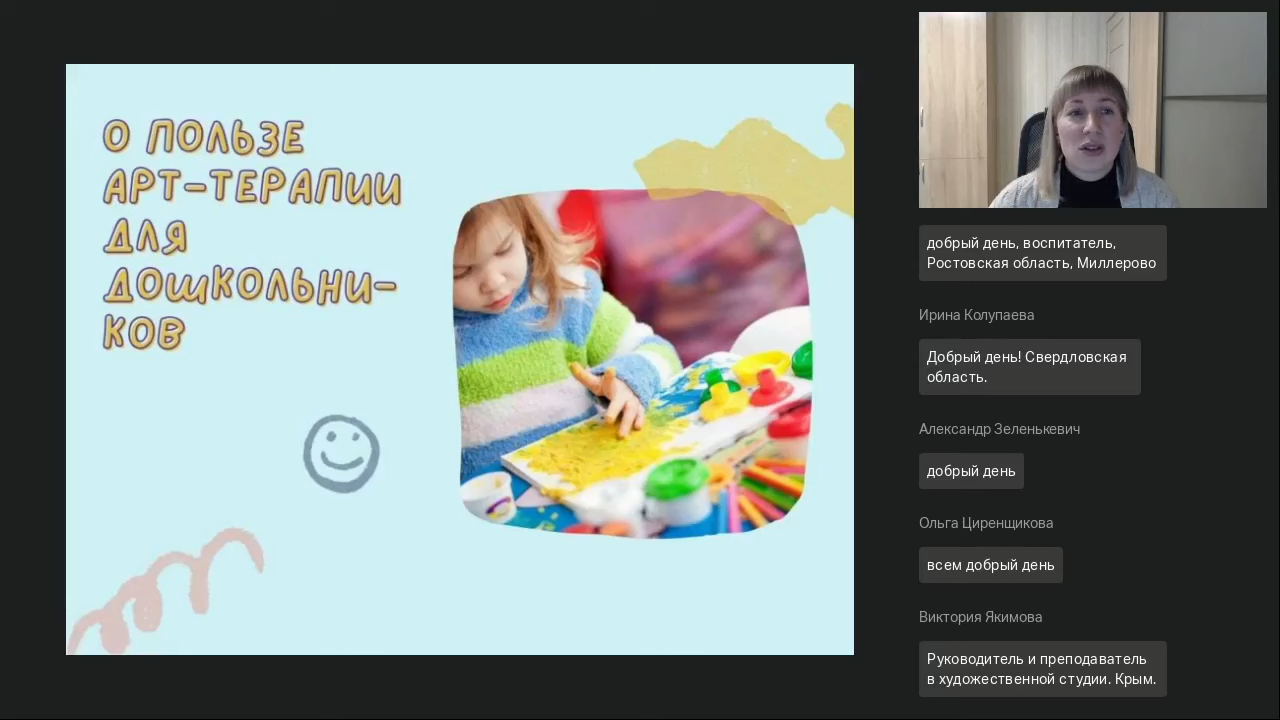 О ПОЛЬЗЕ
АРТ-ТЕРАПИИ
ДЛЯ
ДОШКОЛЬНИ-
КОВ
добрый день, воспитатель,
Ростовская область, Миллерово
Ирина Колупаева
Добрый день! Свердловская
область.
Александр Зеленькевич
добрый день
Ольга Циренщикова
всем добрый день
Виктория Якимова
Руководитель и преподаватель
в художественной студии. Крым.